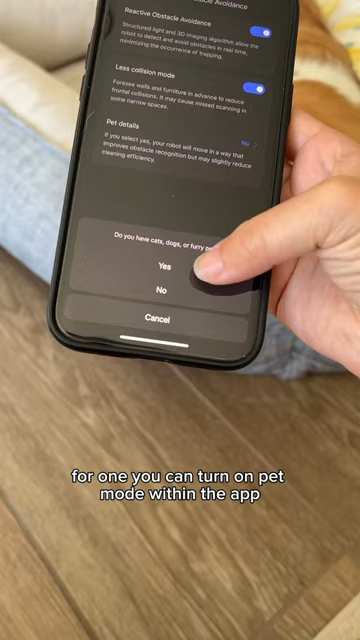 Obstacle Avoidance
Reactive Obstacle Avoidance
Structured light and 3D imaging algorithm allow the
robot to detect and avoid obstacles in real time,
minimizing the occurrence of trapping.
Less collision mode
Foresees walls and furniture in advance to reduce
frontal collisions. It may cause missed scanning in
some narrow spaces.
Pet details
No
If you select yes, your robot will move in a way that
improves obstacle recognition but may slightly reduce
cleaning efficiency.
Do you have cats, dogs, or furry
Yes
No
Cancel
for one you can turn on pet
mode within the app